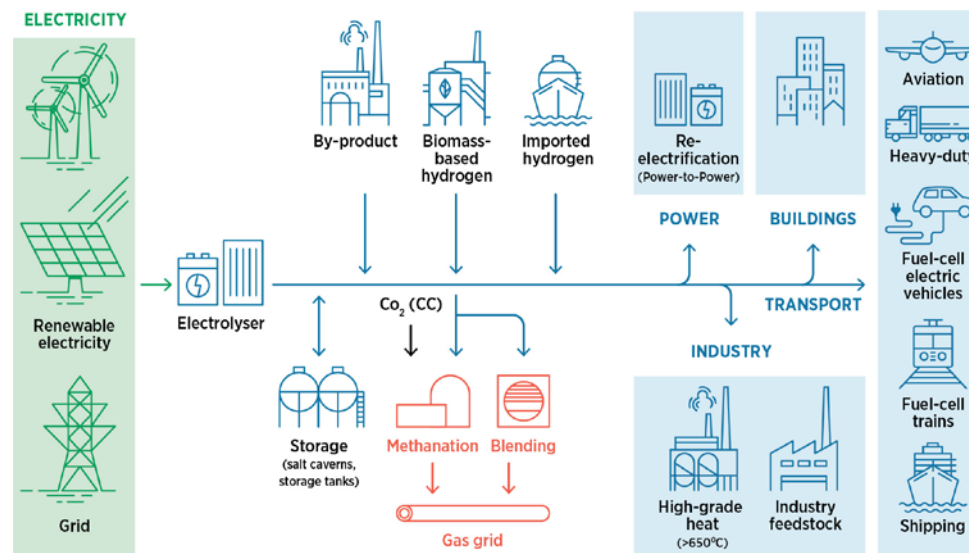 ELECTRICITY
Renewable
electricity
Grid
Electrolyser
By-product
Biomass-
based
hydrogen
Imported
hydrogen
Storage
(salt caverns,
storage tanks)
Co₂ (CC)
Methanation
Blending
Gas grid
Re-
electrification
(Power-to-Power)
POWER
BUILDINGS
TRANSPORT
INDUSTRY
High-grade
heat
(>650°C)
Industry
feedstock
Aviation
Heavy-duty
Fuel-cell
electric
vehicles
Fuel-cell
trains
Shipping